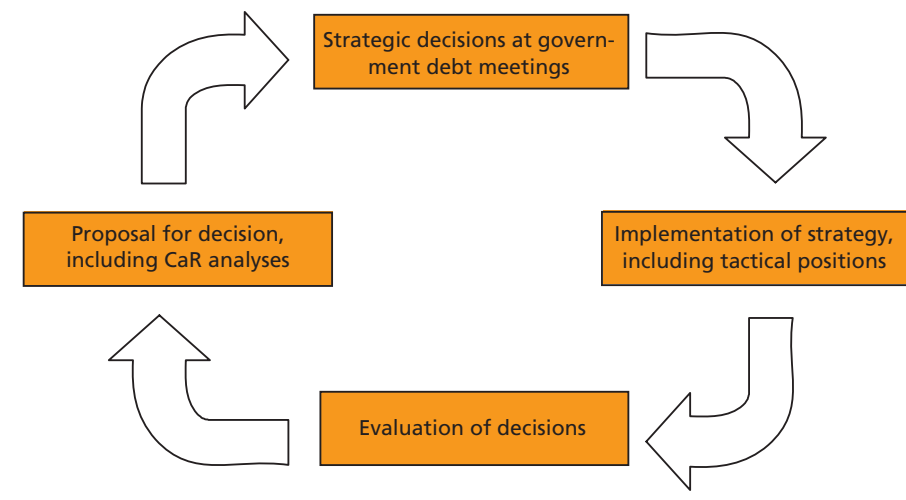 Strategic decisions at govern-
ment debt meetings
Proposal for decision,
including CaR analyses
Implementation of strategy,
including tactical positions
Evaluation of decisions